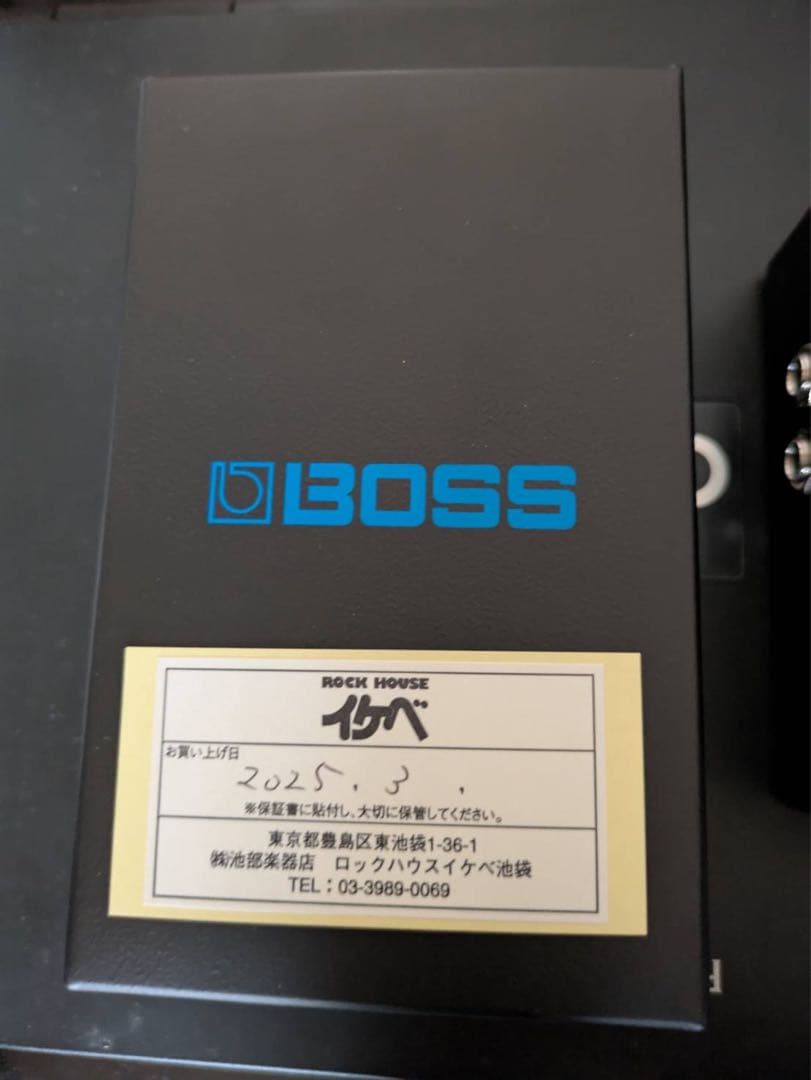 BOSS
ROCK HOUSE
イケベ
お買い上げ日
2025. 3 .
※保証書に貼付し、大切に保管してください。
東京都豊島区東池袋1-36-1
㈱池部楽器店 ロックハウスイケベ池袋
TEL：03-3989-0069